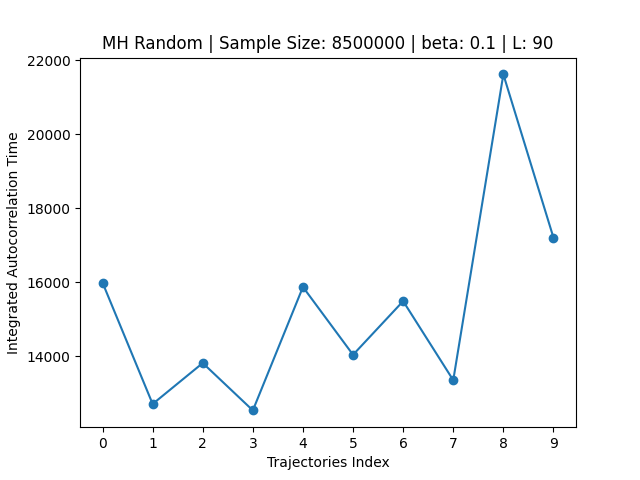 MH Random | Sample Size: 8500000 | beta: 0.1 | L: 90
22000
20000
18000
16000
14000
Integrated Autocorrelation Time
0 1 2 3 4 5 6 7 8 9
Trajectories Index